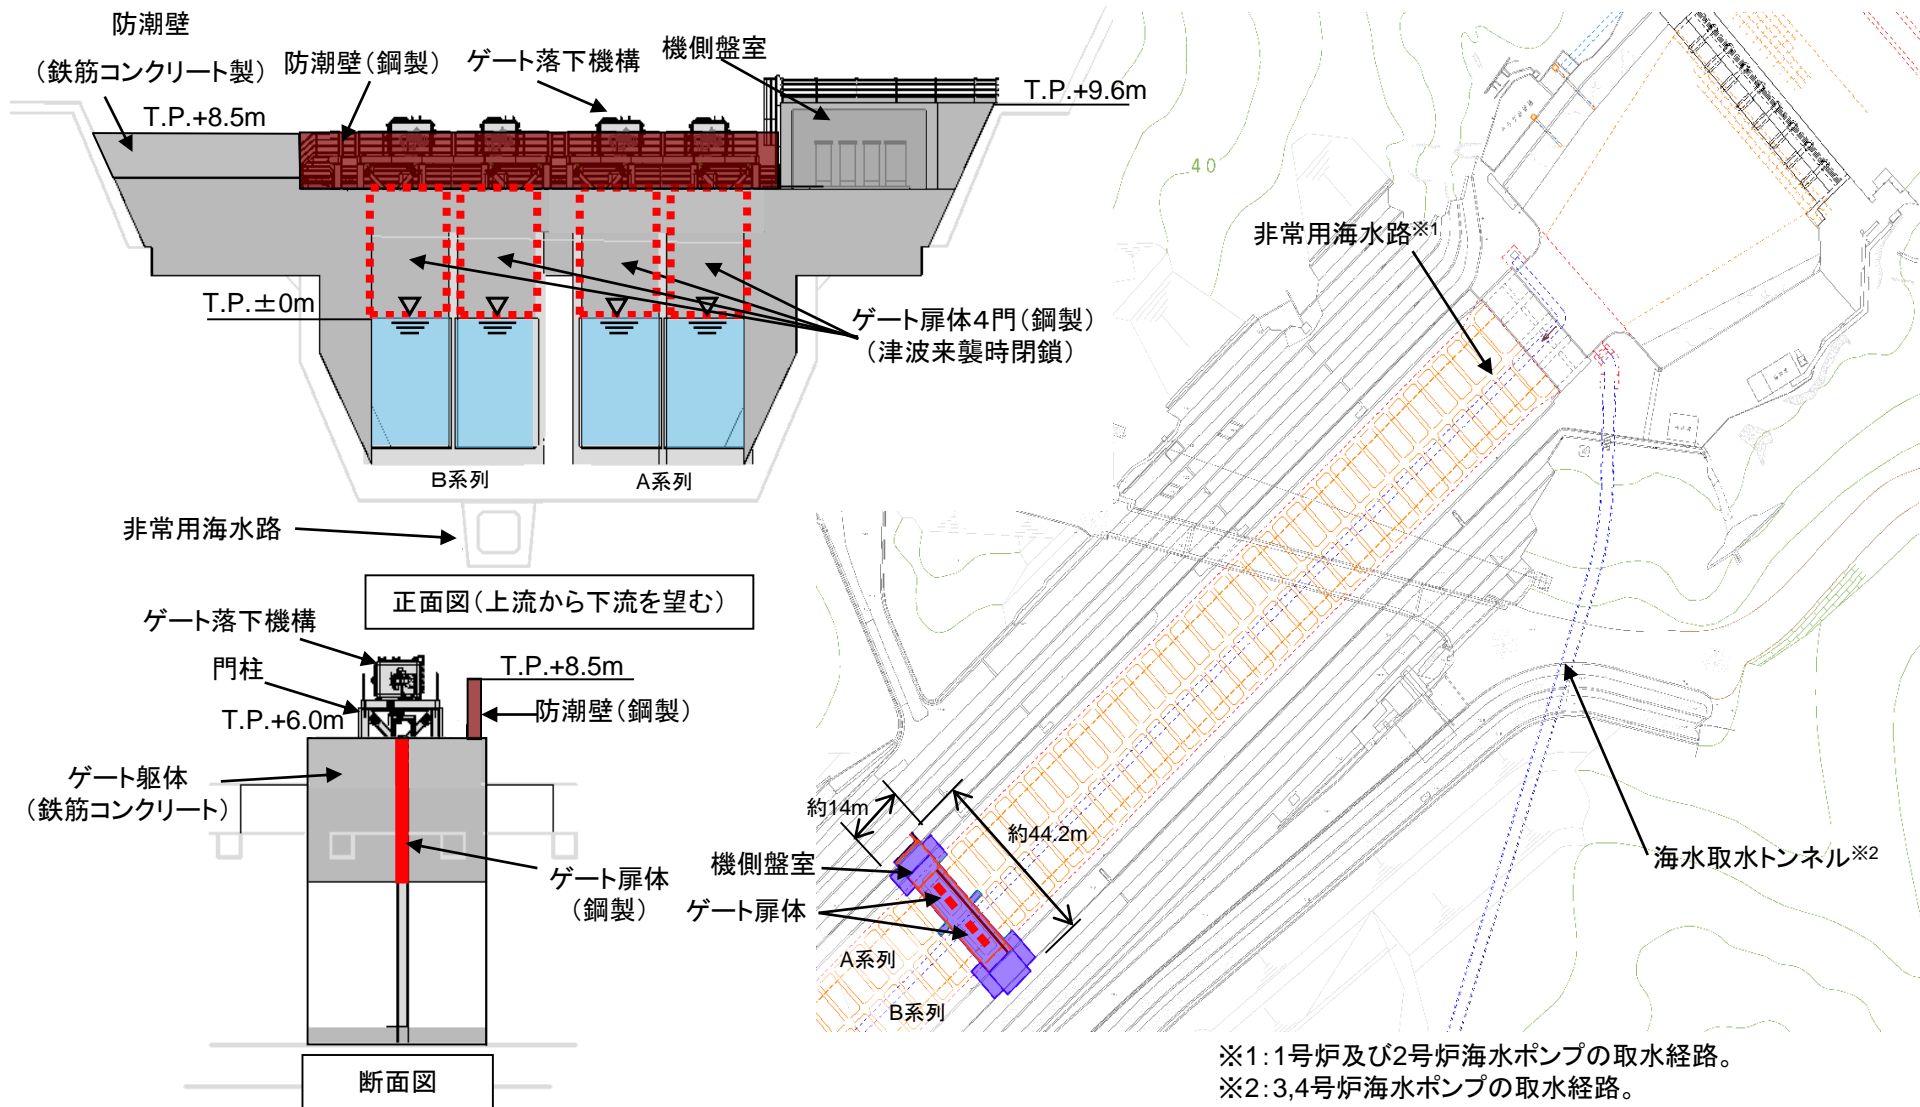 防潮壁
(鉄筋コンクリート製)
防潮壁(鋼製)
ゲート落下機構
機側盤室
T.P.+8.5m
T.P.+9.6m
T.P.±0m
ゲート扉体4門(鋼製)
(津波来襲時閉鎖)
B系列
A系列
非常用海水路
正面図(上流から下流を望む)
ゲート落下機構
門柱
T.P.+8.5m
T.P.+6.0m
防潮壁(鋼製)
ゲート躯体
(鉄筋コンクリート)
ゲート扉体
(鋼製)
断面図
40
非常用海水路※1
約14m
約44.2m
機側盤室
ゲート扉体
A系列
B系列
海水取水トンネル※2
※1:1号炉及び2号炉海水ポンプの取水経路。
※2:3,4号炉海水ポンプの取水経路。